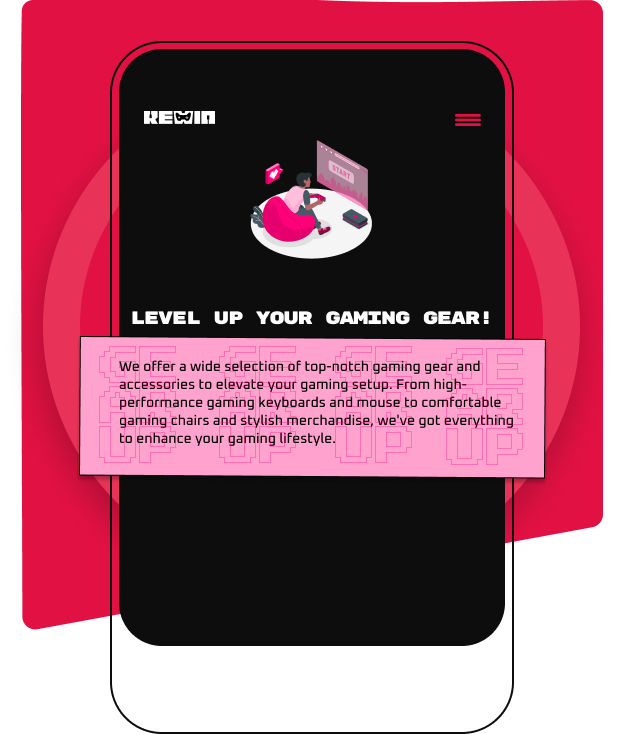 REWIN
START
LEVEL UP YOUR GAMING GEAR!
We offer a wide selection of top-notch gaming gear and
accessories to elevate your gaming setup. From high-
performance gaming keyboards and mouse to comfortable
gaming chairs and stylish merchandise, we've got everything
to enhance your gaming lifestyle.